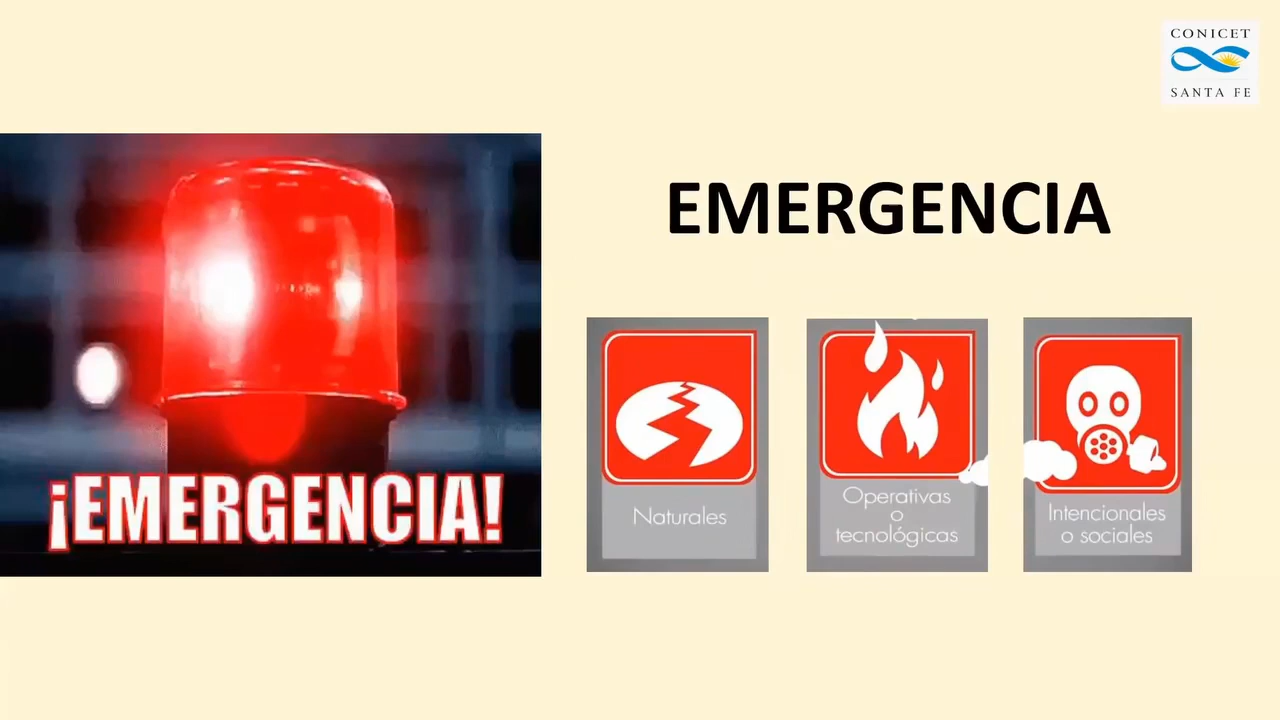 CONICET
SANTA FE
EMERGENCIA
¡EMERGENCIA!
Naturales
Operativas
o
tecnológicas
Intencionales
o sociales